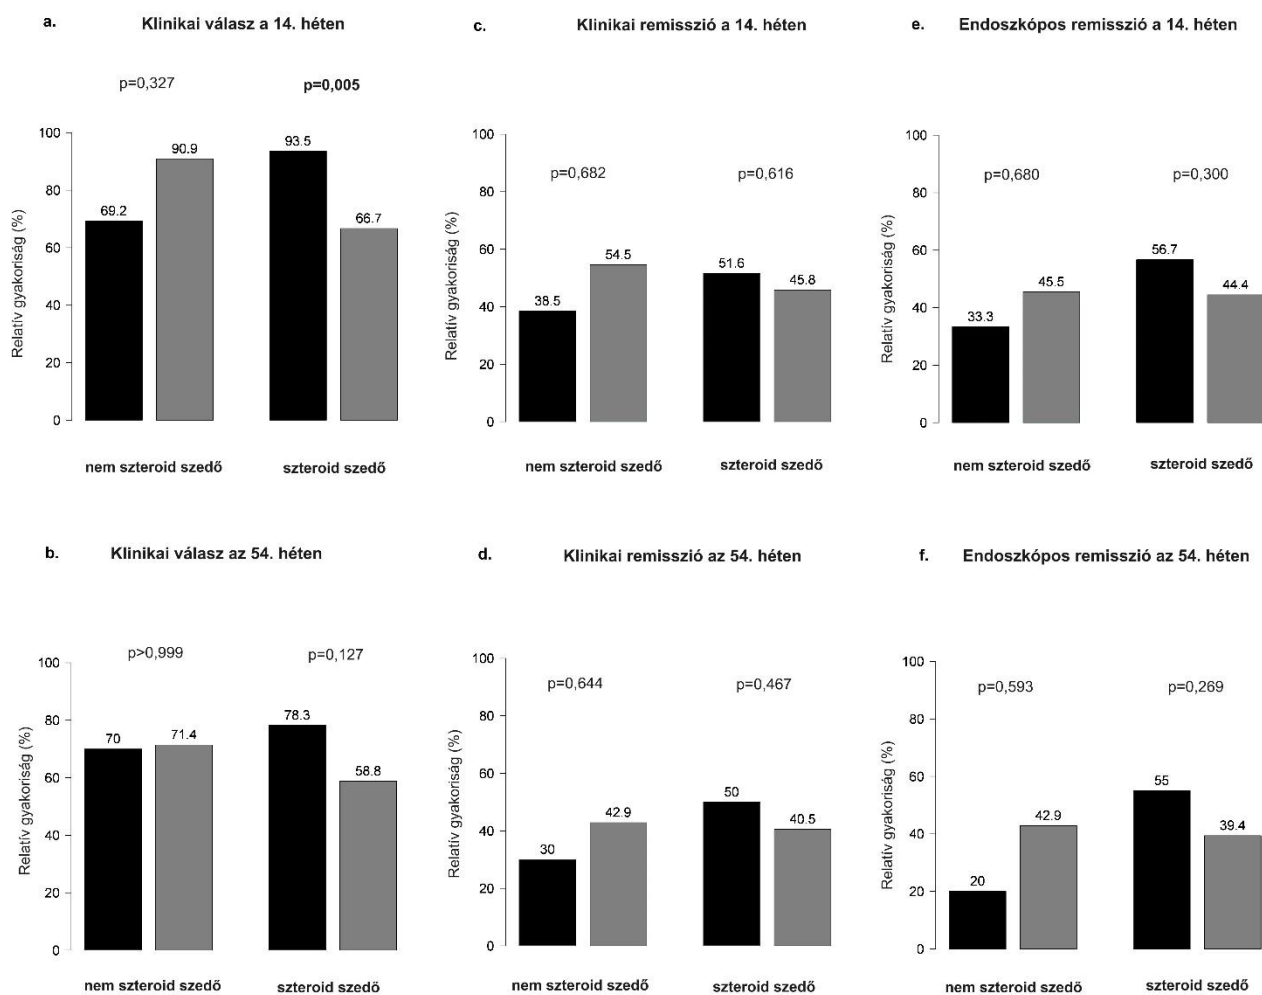 a. Klinikai válasz a 14. héten
p=0,327 p=0,005
Relatív gyakoriság (%)
100
80
60
40
20
0
69.2
90.9
93.5
66.7
nem szteroid szedő szteroid szedő
c. Klinikai remisszió a 14. héten
p=0,682 p=0,616
Relatív gyakoriság (%)
100
80
60
40
20
0
38.5
54.5
51.6
45.8
nem szteroid szedő szteroid szedő
e. Endoszkópos remisszió a 14. héten
p=0,680 p=0,300
Relatív gyakoriság (%)
100
80
60
40
20
0
33.3
45.5
56.7
44.4
nem szteroid szedő szteroid szedő
b. Klinikai válasz az 54. héten
p>0,999 p=0,127
Relatív gyakoriság (%)
100
80
60
40
20
0
70
71.4
78.3
58.8
nem szteroid szedő szteroid szedő
d. Klinikai remisszió az 54. héten
p=0,644 p=0,467
Relatív gyakoriság (%)
100
80
60
40
20
0
30
42.9
50
40.5
nem szteroid szedő szteroid szedő
f. Endoszkópos remisszió az 54. héten
p=0,593 p=0,269
Relatív gyakoriság (%)
100
80
60
40
20
0
20
42.9
55
39.4
nem szteroid szedő szteroid szedő